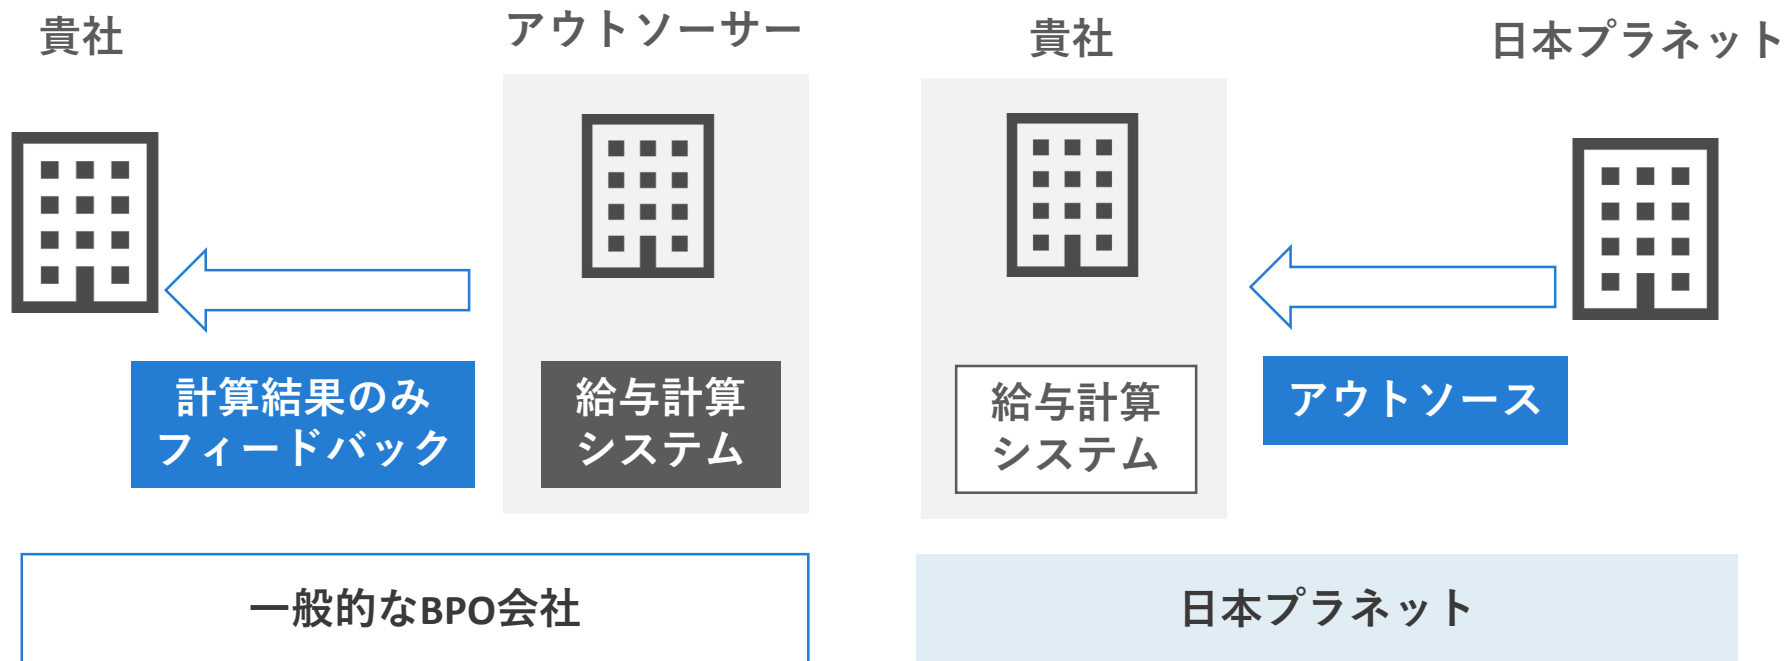 貴社
アウトソーサー
計算結果のみ
フィードバック
給与計算
システム
一般的なBPO会社
貴社
日本プラネット
給与計算
システム
アウトソース
日本プラネット